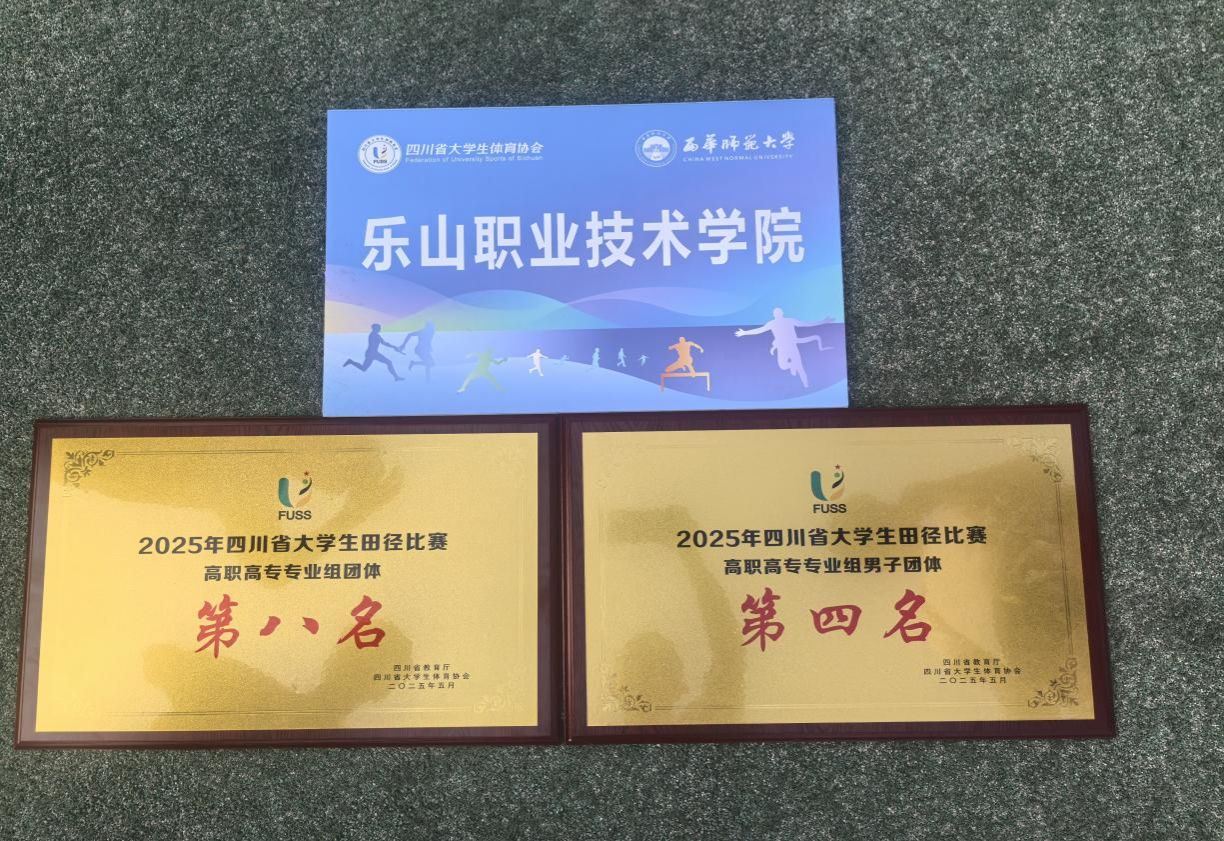 FUSS
四川省大学生体育协会
Federation of University Sports of Sichuan
西华师范大学
CHINA WEST NORMAL UNIVERSITY
乐山职业技术学院
FUSS
2025年四川省大学生田径比赛
高职高专专业组团体
第八名
四川省教育厅
四川省大学生体育协会
二〇二五年五月
FUSS
2025年四川省大学生田径比赛
高职高专专业组男子团体
第四名
四川省教育厅
四川省大学生体育协会
二〇二五年五月